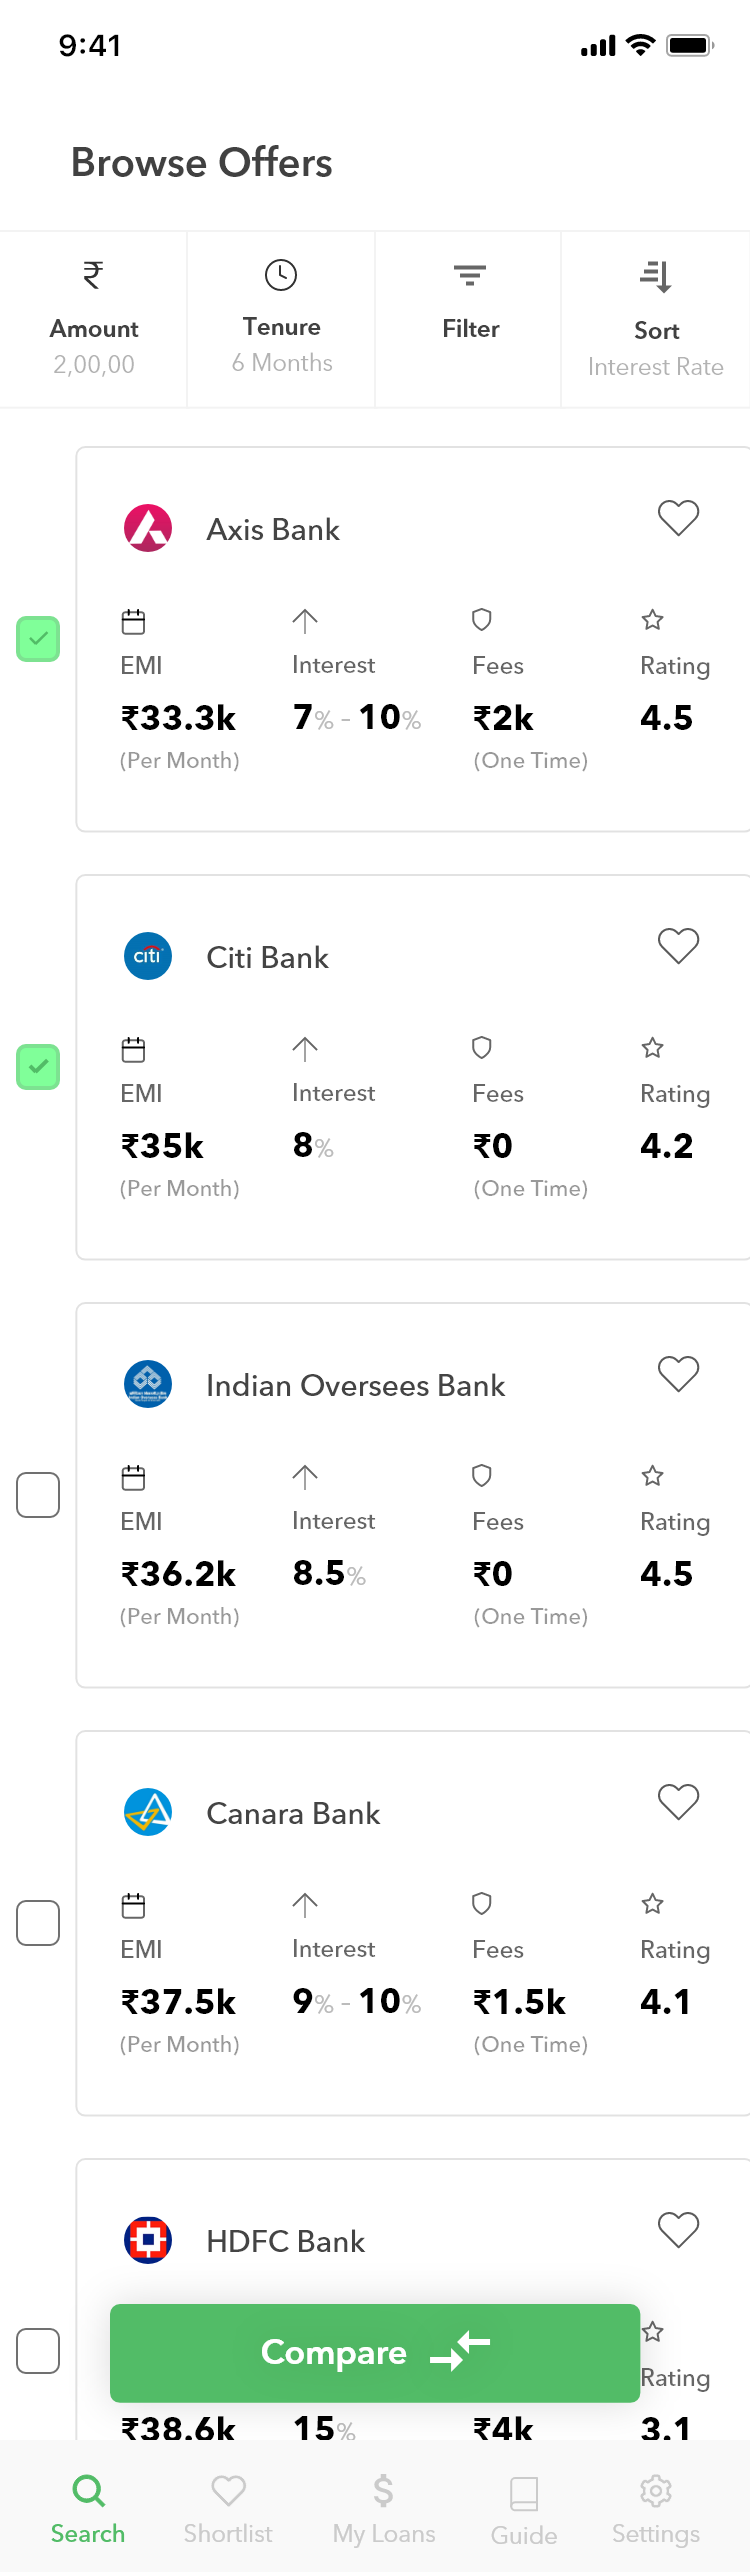 9:41
Browse Offers
₹
Amount
2,00,00
Tenure
6 Months
Filter
Sort
Interest Rate
Axis Bank
EMI
Interest
Fees
Rating
₹33.3k
7% - 10%
₹2k
4.5
(Per Month)
(One Time)
citi
Citi Bank
EMI
Interest
Fees
Rating
₹35k
8%
₹0
4.2
(Per Month)
(One Time)
Indian Oversees Bank
EMI
Interest
Fees
Rating
₹36.2k
8.5%
₹0
4.5
(Per Month)
(One Time)
Canara Bank
EMI
Interest
Fees
Rating
₹37.5k
9% - 10%
₹1.5k
4.1
(Per Month)
(One Time)
HDFC Bank
Compare
Rating
₹38.6k
15%
₹4k
3.1
$
Search
Shortlist
My Loans
Guide
Settings